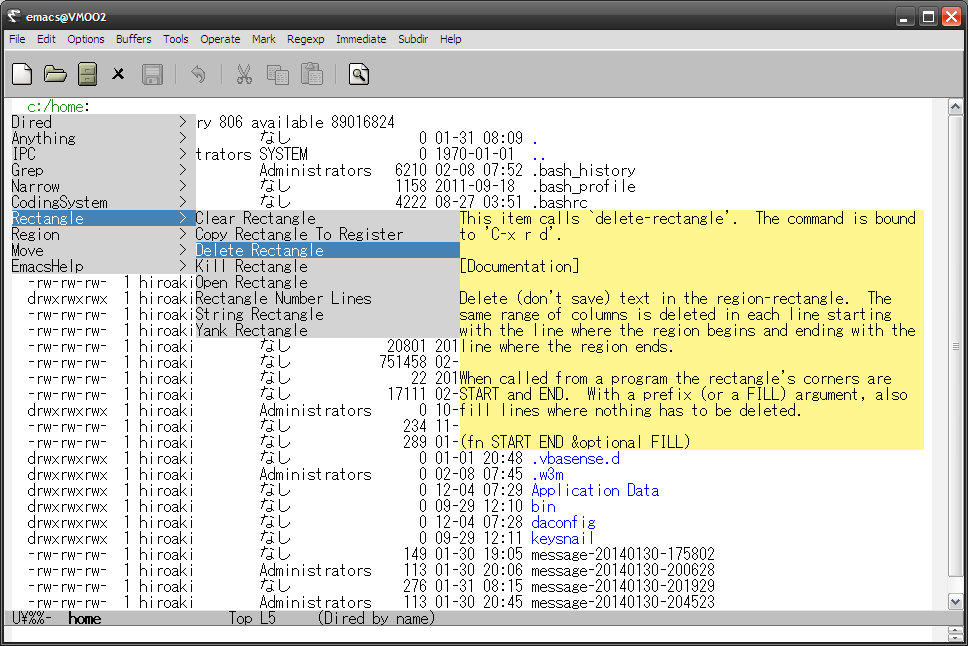 emacs@VM002
File Edit Options Buffers Tools Operate Mark Regexp Immediate Subdir Help
c:/home:
Dired > ry 806 available 89016824
Anything > なし 0 01-31 08:09 .
IPC > trators SYSTEM 0 1970-01-01 ..
Grep > Administrators 6210 02-08 07:52 .bash_history
Narrow > なし 1158 2011-09-18 .bash_profile
CodingSystem > なし 4222 08-27 03:51 .bashrc
Rectangle > Clear Rectangle This item calls `delete-rectangle'. The command is bound
Region > Copy Rectangle To Register to 'C-x r d'.
Move > Delete Rectangle
EmacsHelp > Kill Rectangle [Documentation]
-rw-rw-rw- 1 hiroaki Open Rectangle
drwxrwxrwx 1 hiroaki Rectangle Number Lines Delete (don't save) text in the region-rectangle. The
-rw-rw-rw- 1 hiroaki String Rectangle same range of columns is deleted in each line starting
-rw-rw-rw- 1 hiroaki Yank Rectangle with the line where the region begins and ending with the
-rw-rw-rw- 1 hiroaki なし 20801 201 line where the region ends.
-rw-rw-rw- 1 hiroaki なし 751458 02-
-rw-rw-rw- 1 hiroaki なし 22 201 When called from a program the rectangle's corners are
-rw-rw-rw- 1 hiroaki なし 17111 02- START and END. With a prefix (or a FILL) argument, also
drwxrwxrwx 1 hiroaki Administrators 0 10- fill lines where nothing has to be deleted.
-rw-rw-rw- 1 hiroaki なし 234 11-
-rw-rw-rw- 1 hiroaki なし 289 01- (fn START END &optional FILL)
drwxrwxrwx 1 hiroaki なし 0 01-01 20:48 .vbasense.d
drwxrwxrwx 1 hiroaki Administrators 0 02-08 07:45 .w3m
drwxrwxrwx 1 hiroaki なし 0 12-04 07:29 Application Data
drwxrwxrwx 1 hiroaki なし 0 09-29 12:10 bin
drwxrwxrwx 1 hiroaki なし 0 12-04 07:28 daconfig
drwxrwxrwx 1 hiroaki なし 0 09-29 12:11 keysnail
-rw-rw-rw- 1 hiroaki なし 149 01-30 19:05 message-20140130-175802
-rw-rw-rw- 1 hiroaki Administrators 113 01-30 20:06 message-20140130-200628
-rw-rw-rw- 1 hiroaki なし 276 01-31 08:15 message-20140130-201929
-rw-rw-rw- 1 hiroaki Administrators 113 01-30 20:45 message-20140130-204523
U¥%%- home Top L5 (Dired by name)